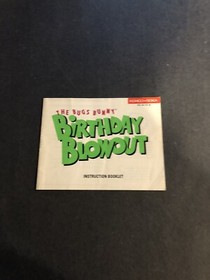 THE BUGS BUNNY
BIRTHDAY
BLOWOUT
INSTRUCTION BOOKLET